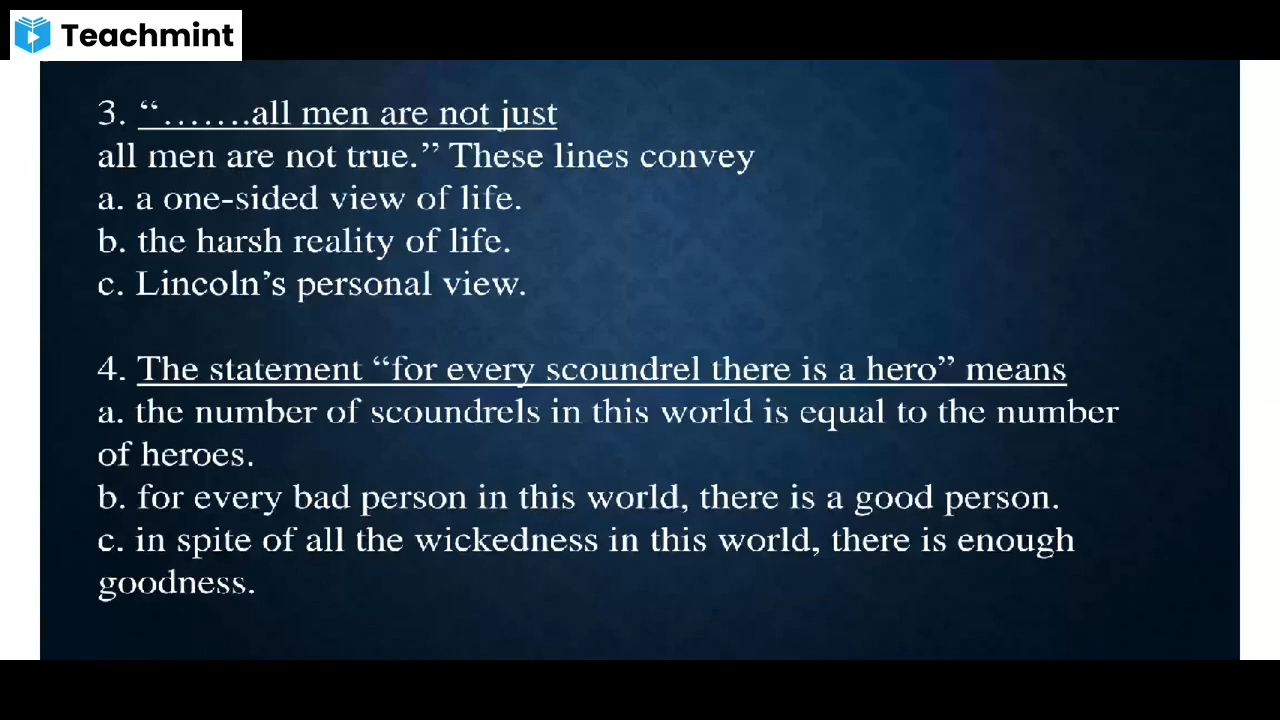 Teachmint
3. “.......all men are not just
all men are not true.” These lines convey
a. a one-sided view of life.
b. the harsh reality of life.
c. Lincoln’s personal view.
4. The statement “for every scoundrel there is a hero” means
a. the number of scoundrels in this world is equal to the number
of heroes.
b. for every bad person in this world, there is a good person.
c. in spite of all the wickedness in this world, there is enough
goodness.